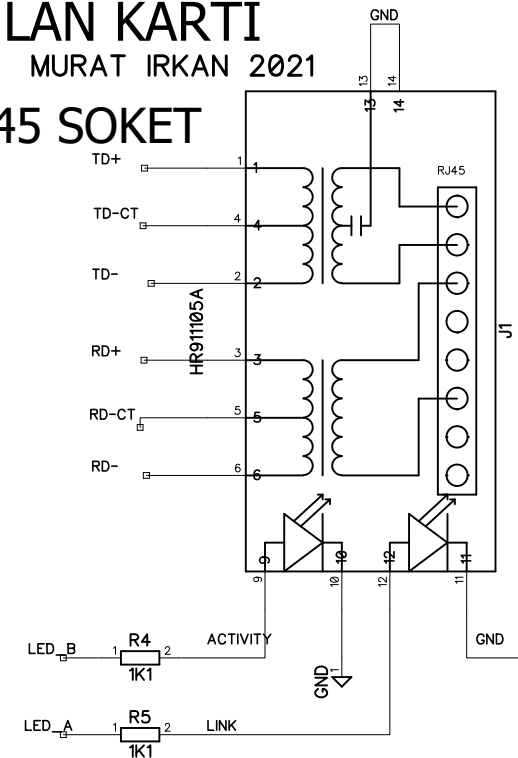 LAN KARTI
MURAT IRKAN 2021
45 SOKET
GND
13 14
13 14
RJ45
TD+ 1 1
TD-CT 4 4
TD- 2 2
HR911105A
RD+ 3 3
RD-CT 5 5
RD- 6 6
J1
9 10 12 11
9 10 12 11
LED_B 1 R4 2 ACTIVITY
1K1
GND 1
GND
LED_A 1 R5 2 LINK
1K1